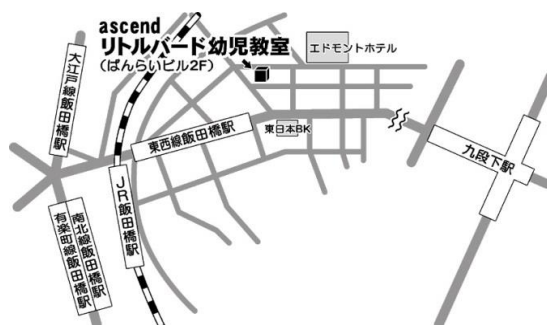 ascend
リトルバード幼児教室
(ばんらいビル2F)
エドモントホテル
大江戸線飯田橋駅
東西線飯田橋駅
東日本BK
九段下駅
JR飯田橋駅
南北線飯田橋駅
有楽町線飯田橋駅